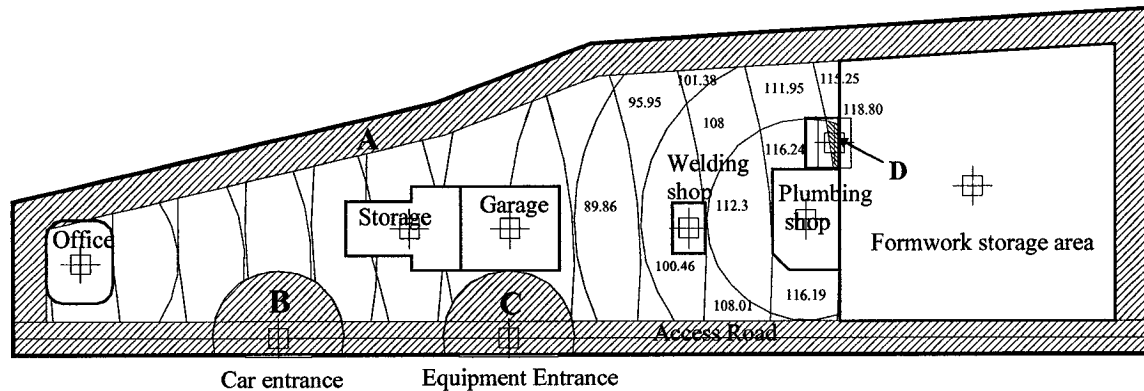 101.38
111.95
115.25
95.95
118.80
108
A
116.24
Welding
shop
D
Plumbing
shop
Storage
Garage
89.86
112.3
Office
Formwork storage area
100.46
B
C
116.19
108.01
Access Road
Car entrance
Equipment Entrance